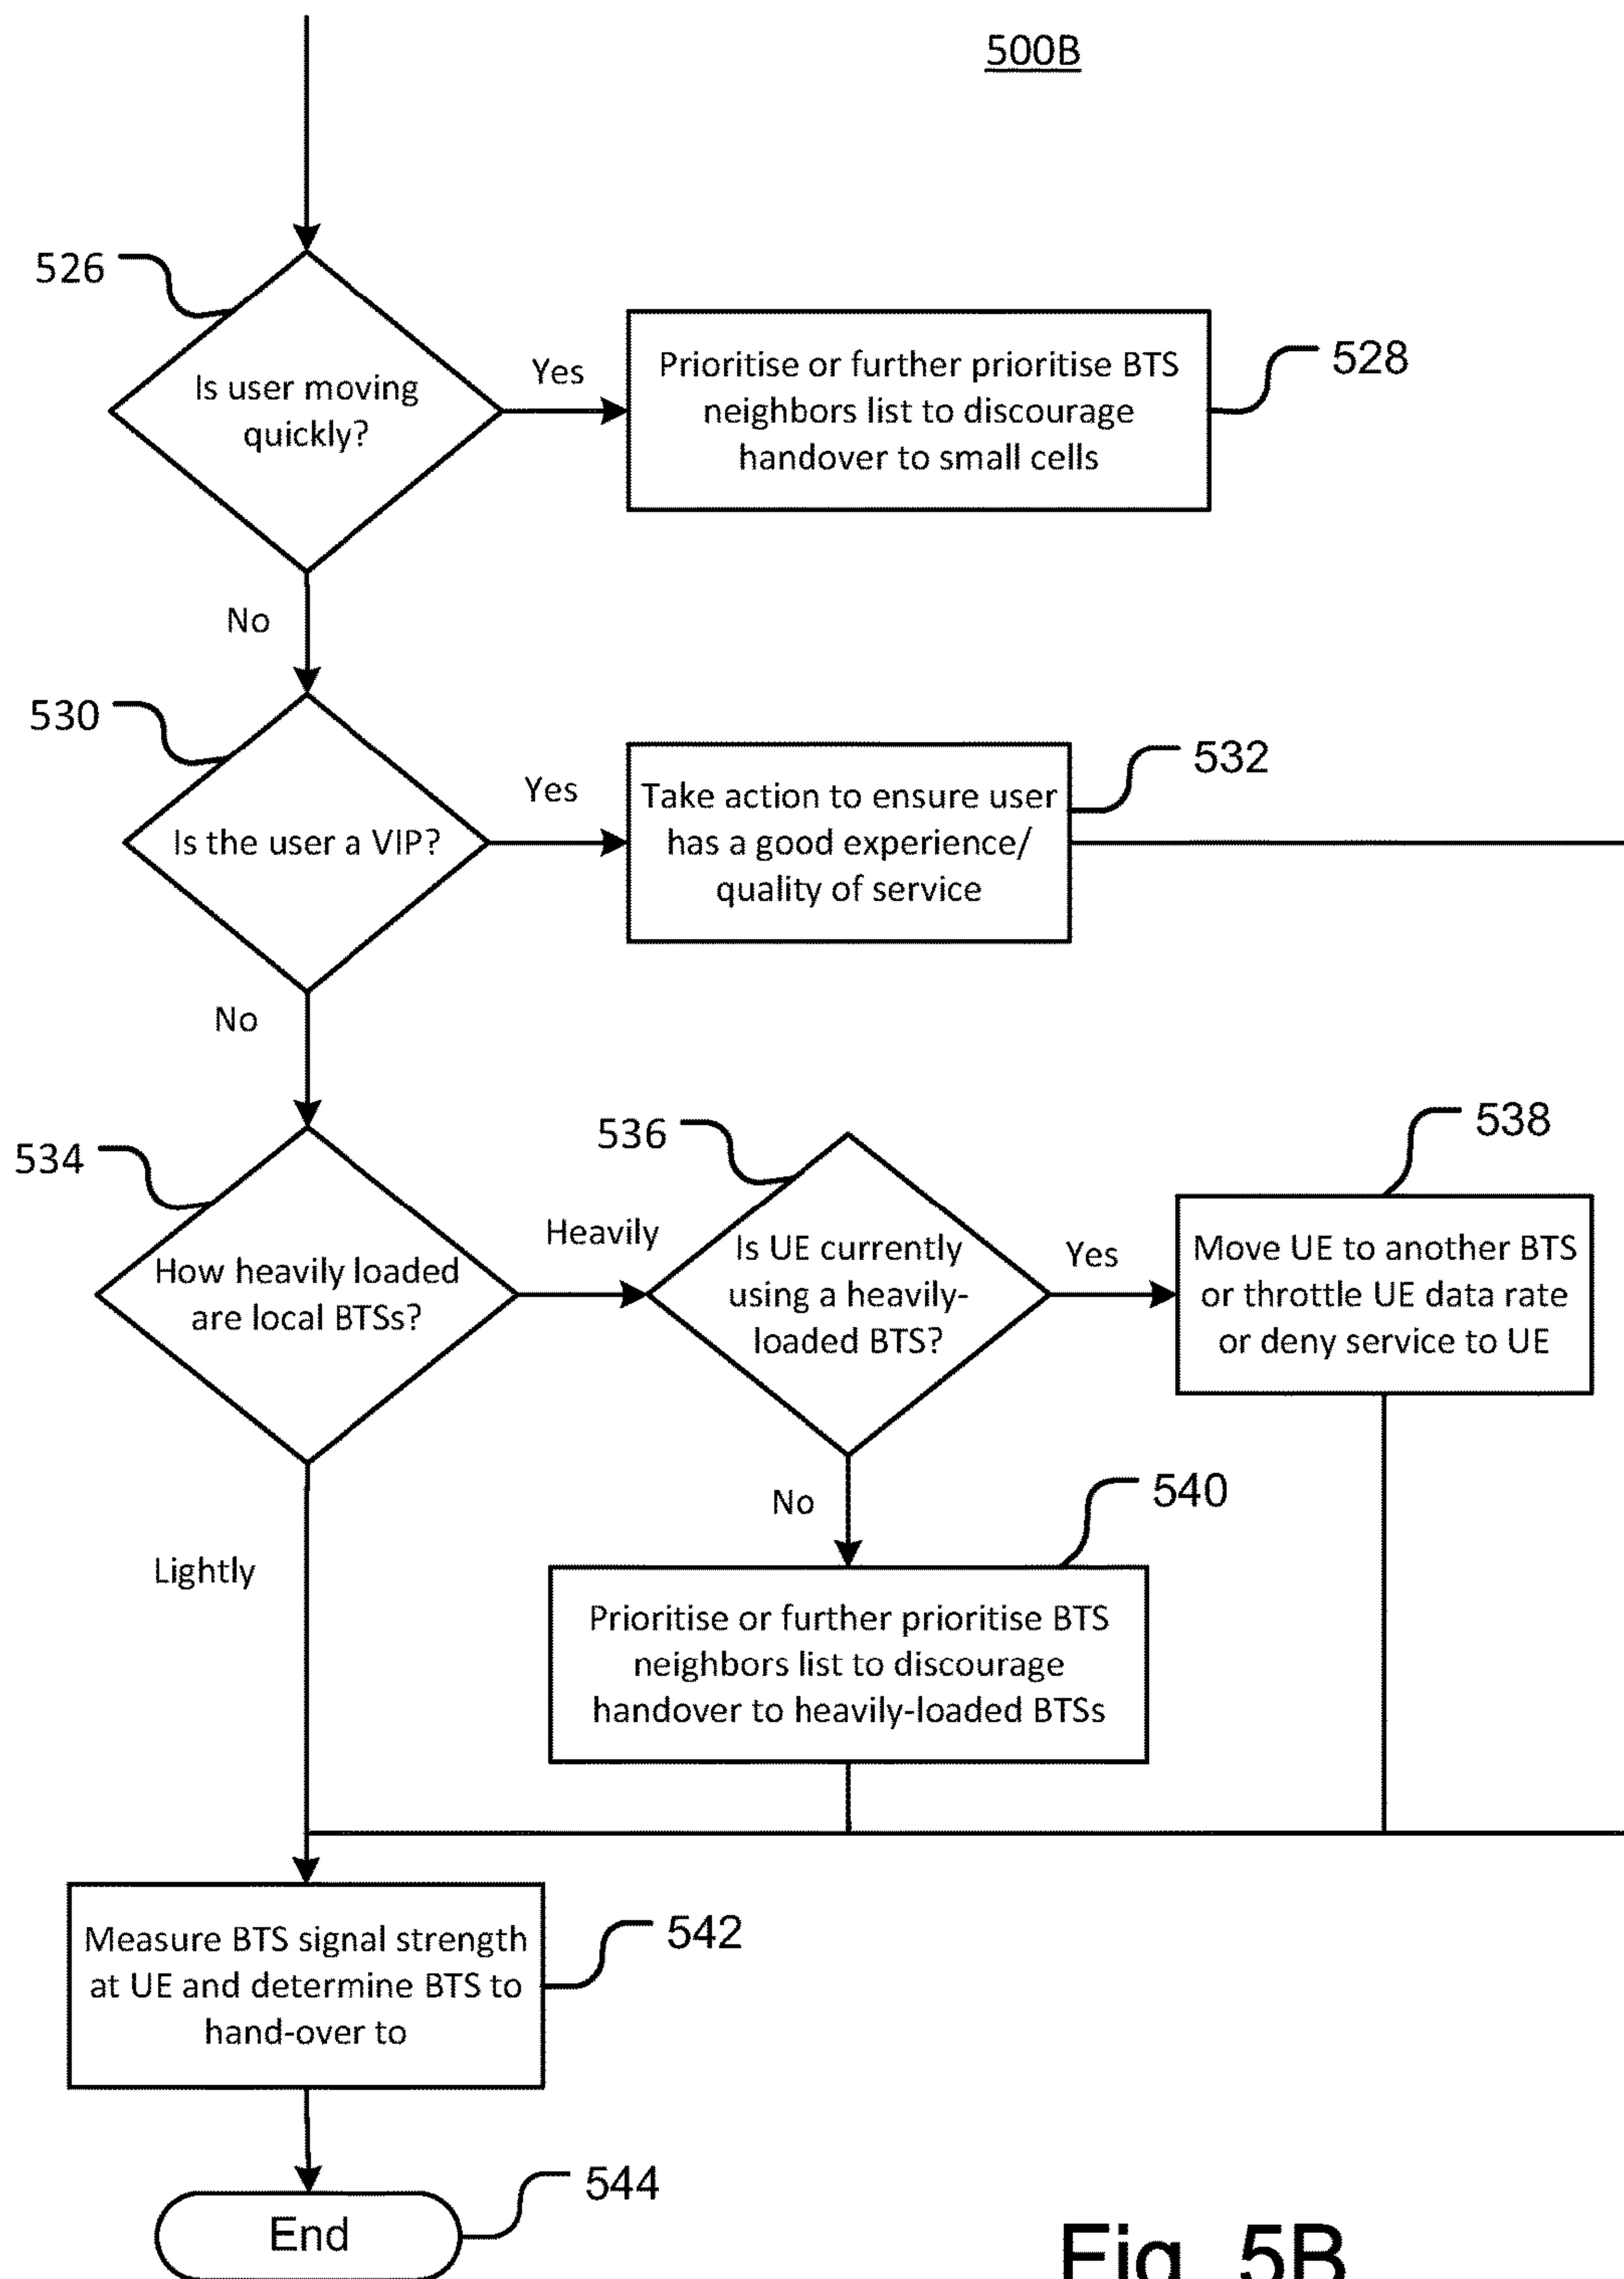 500B
526
Is user moving
quickly?
Yes
Prioritise or further prioritise BTS
neighbors list to discourage
handover to small cells
528
No
530
Is the user a VIP?
Yes
Take action to ensure user
has a good experience/
quality of service
532
No
534
How heavily loaded
are local BTSs?
Heavily
536
Is UE currently
using a heavily-
loaded BTS?
Yes
Move UE to another BTS
or throttle UE data rate
or deny service to UE
538
No
540
Prioritise or further prioritise BTS
neighbors list to discourage
handover to heavily-loaded BTSs
Lightly
Measure BTS signal strength
at UE and determine BTS to
hand-over to
542
End
544
Fig. 5B